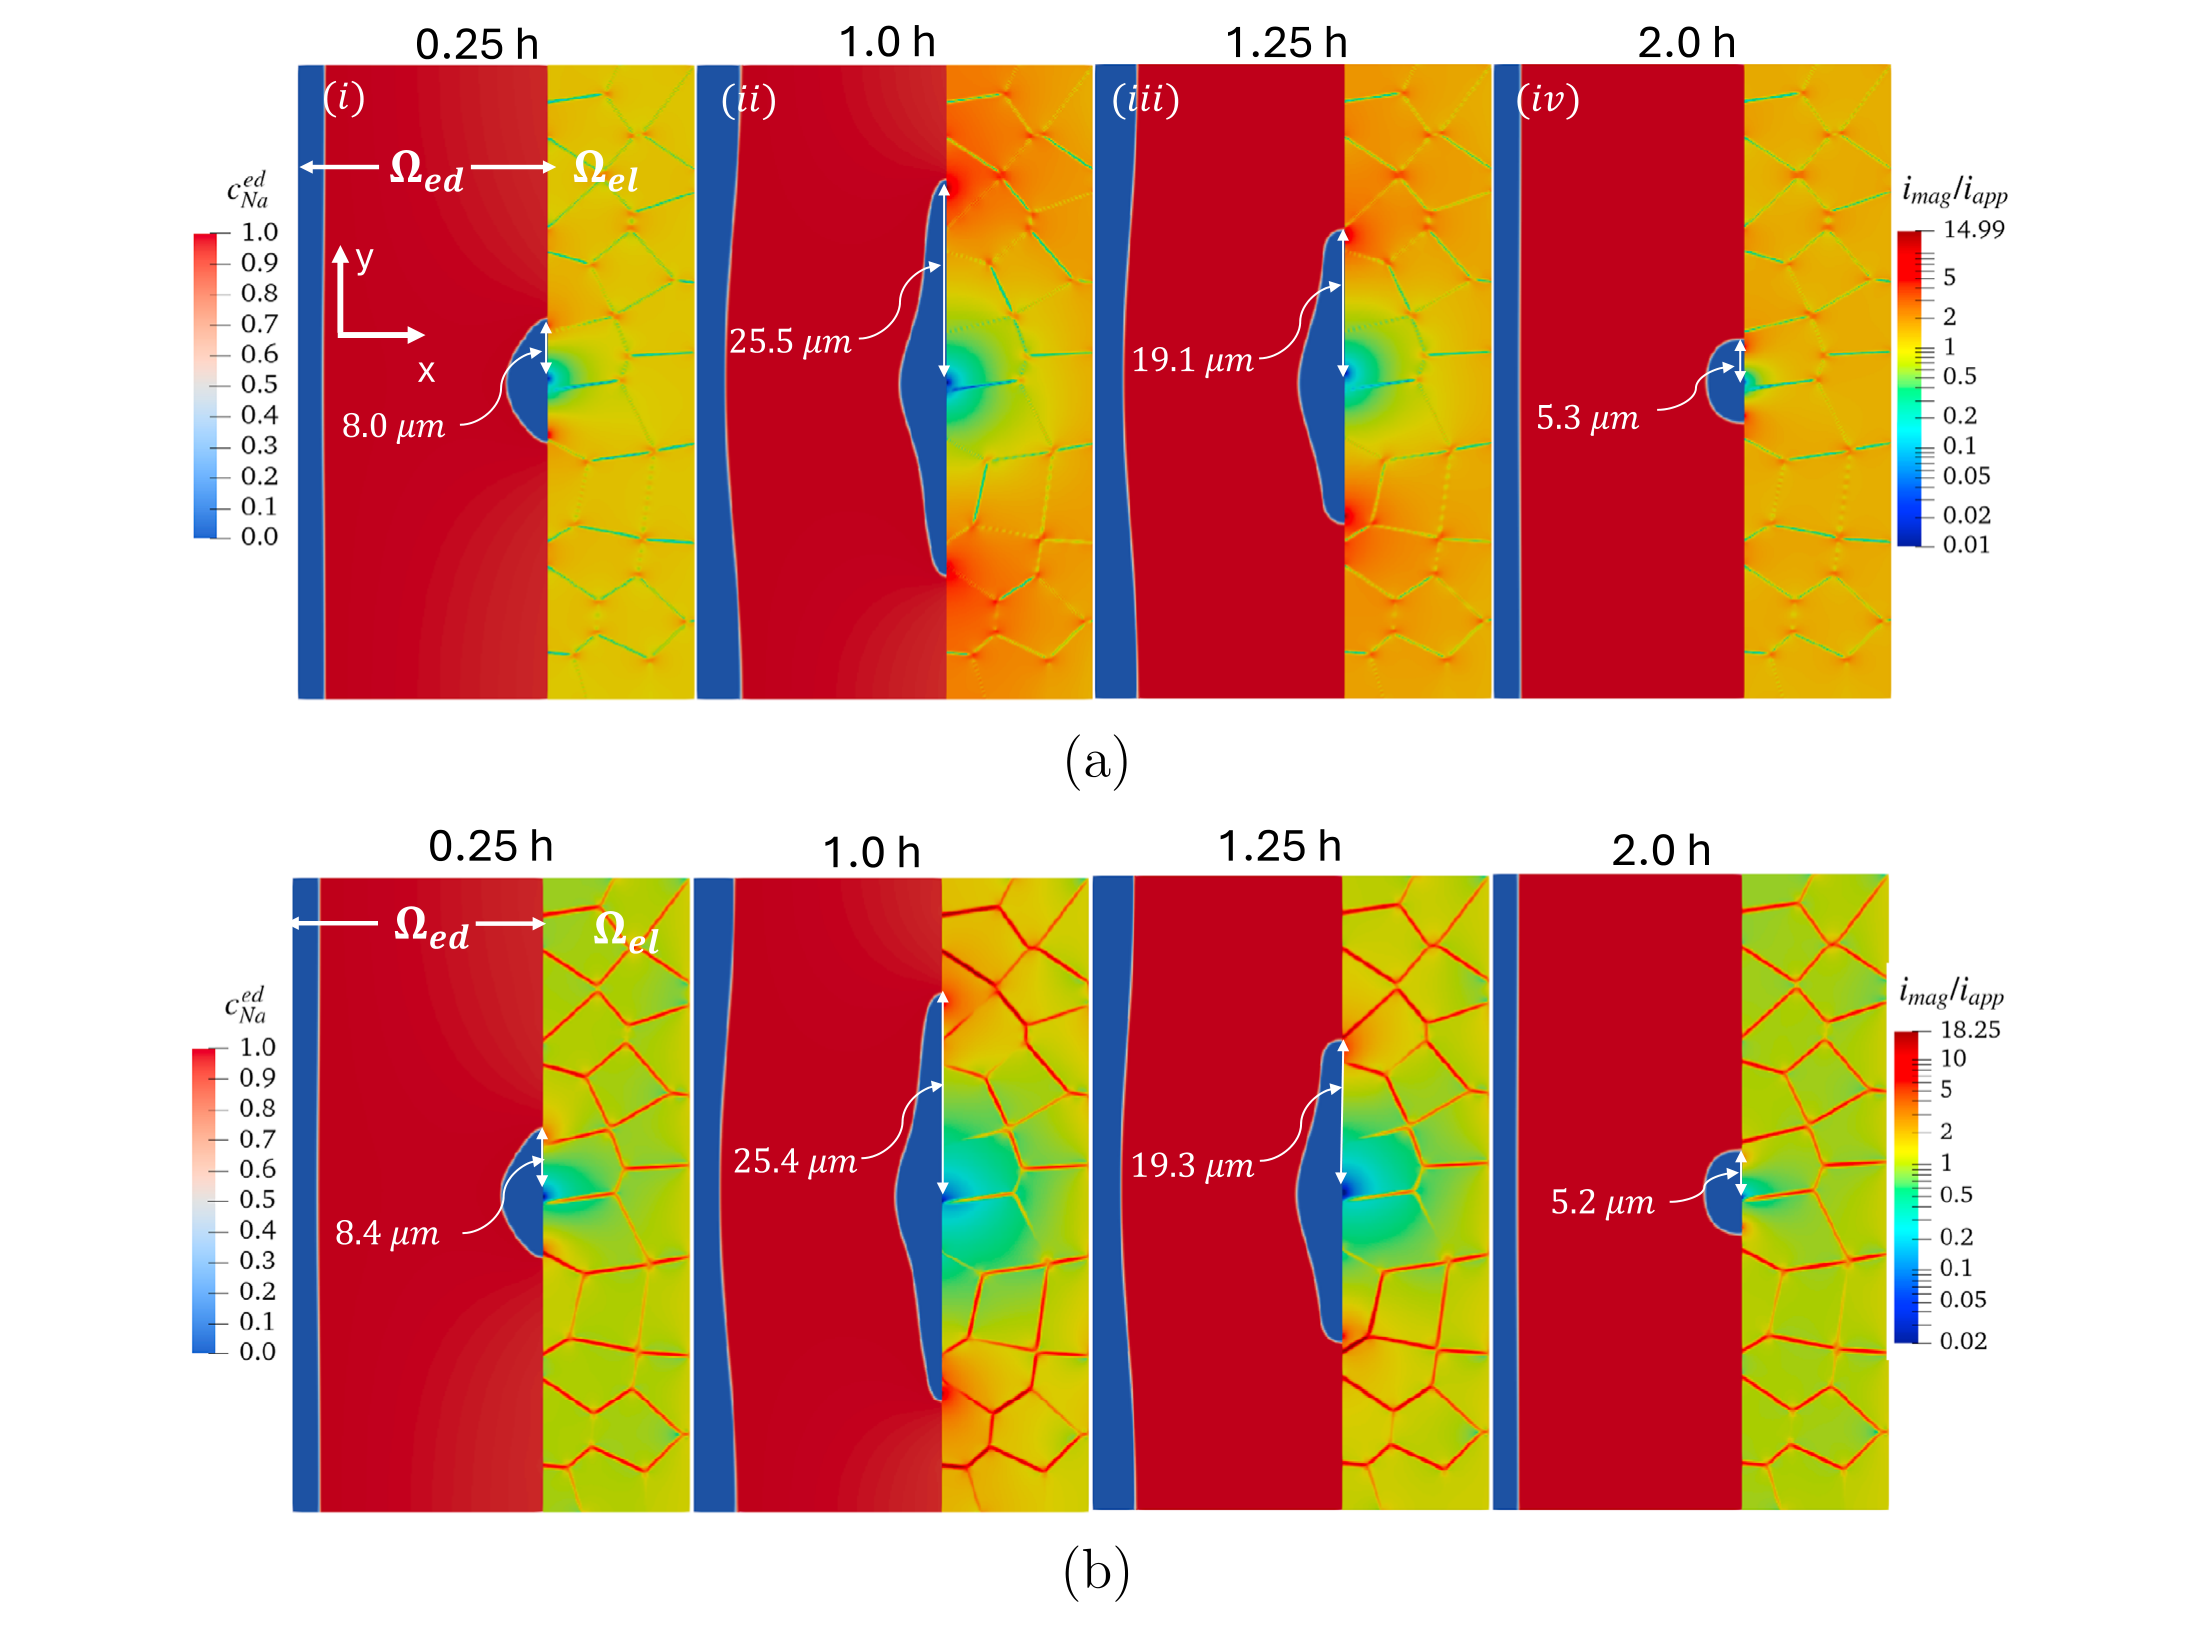 0.25 h 1.0 h 1.25 h 2.0 h
(i) (ii) (iii) (iv)
Ω_ed Ω_el
c_Na^ed
1.0
0.9
0.8
0.7
0.6
0.5
0.4
0.3
0.2
0.1
0.0
y
x
8.0 μm
25.5 μm
19.1 μm
5.3 μm
i_mag/i_app
14.99
5
2
1
0.5
0.2
0.1
0.05
0.02
0.01
(a)
0.25 h 1.0 h 1.25 h 2.0 h
Ω_ed Ω_el
c_Na^ed
1.0
0.9
0.8
0.7
0.6
0.5
0.4
0.3
0.2
0.1
0.0
8.4 μm
25.4 μm
19.3 μm
5.2 μm
i_mag/i_app
18.25
10
5
2
1
0.5
0.2
0.1
0.05
0.02
(b)